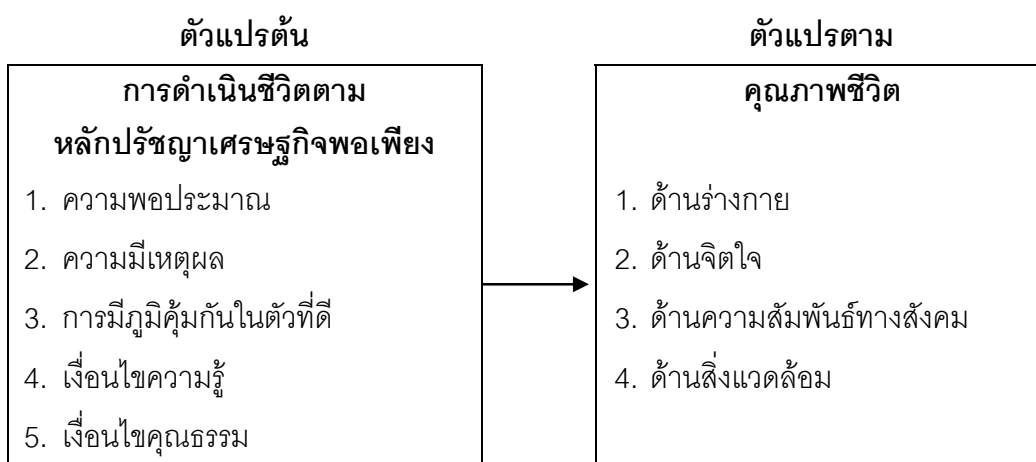 ตัวแปรต้น
การดำเนินชีวิตตาม
หลักปรัชญาเศรษฐกิจพอเพียง
1. ความพอประมาณ
2. ความมีเหตุผล
3. การมีภูมิคุ้มกันในตัวที่ดี
4. เงื่อนไขความรู้
5. เงื่อนไขคุณธรรม
ตัวแปรตาม
คุณภาพชีวิต
1. ด้านร่างกาย
2. ด้านจิตใจ
3. ด้านความสัมพันธ์ทางสังคม
4. ด้านสิ่งแวดล้อม